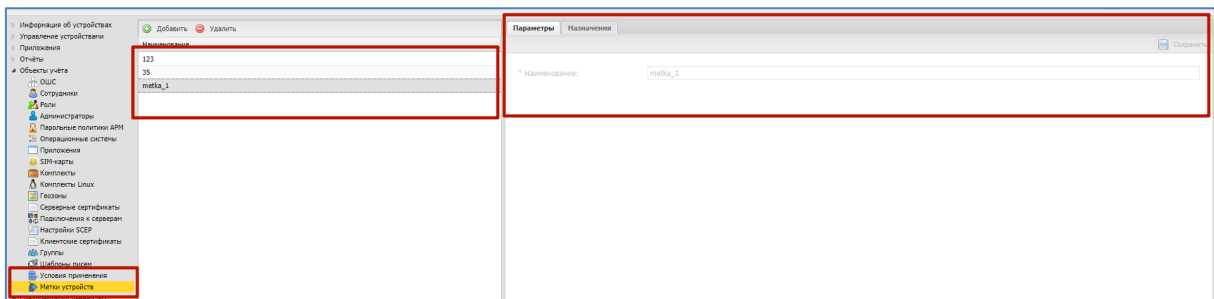 Информация об устройствах
Управление устройствами
Приложения
Отчёты
Объекты учёта
ОШС
Сотрудники
Роли
Администраторы
Парольные политики АРМ
Операционные системы
Приложения
SIM-карты
Комплекты
Комплекты Linux
Геозоны
Серверные сертификаты
Подключения к серверам
Настройки SCEP
Клиентские сертификаты
Группы
Шаблоны писем
Условия применения
Метки устройств
Добавить Удалить
Наименование
123
35
metka_1
Параметры Назначения
Сохранить
* Наименование: metka_1